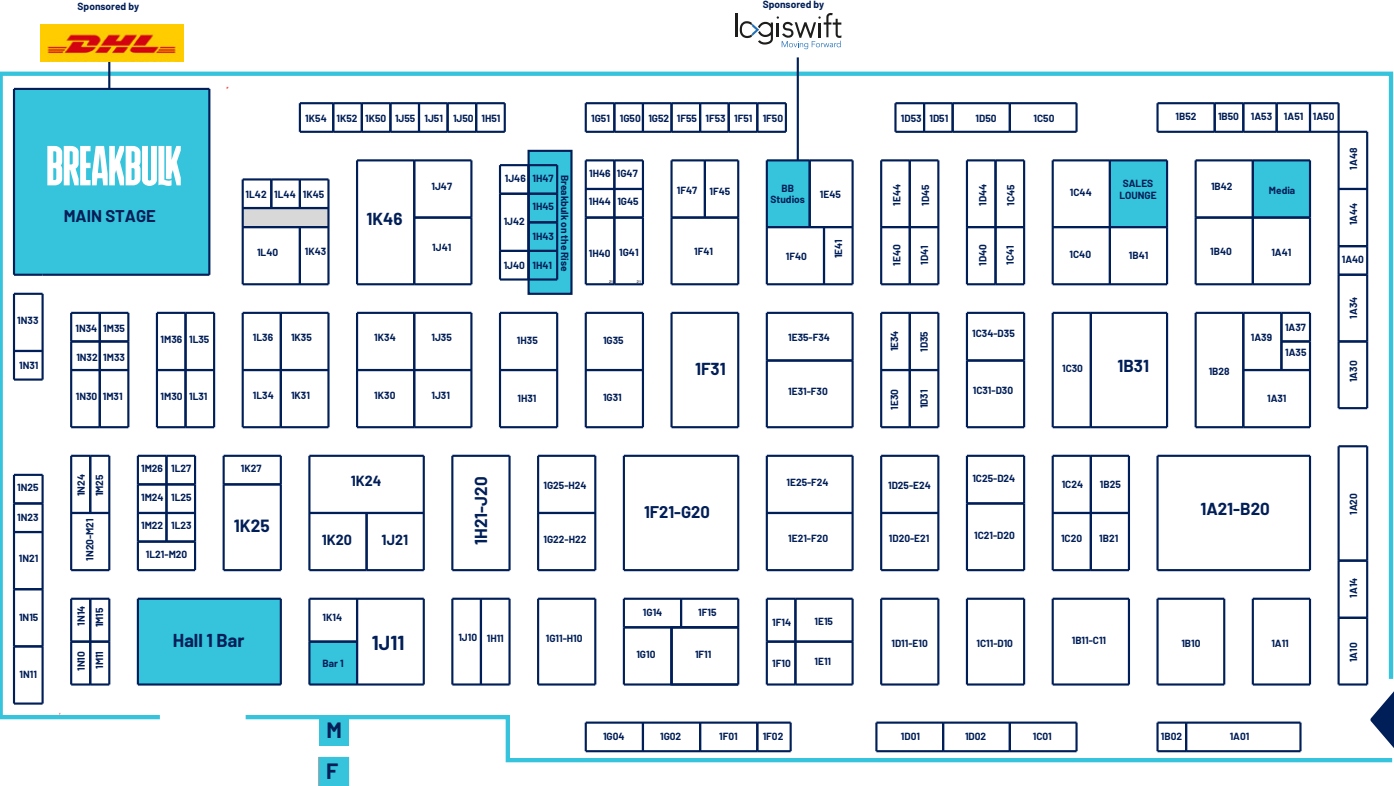 Sponsored by
DHL
Sponsored by
logiswift
Moving Forward
BREAKBULK
MAIN STAGE
1K54 1K52 1K50 1J55 1J51 1J50 1H51
1G51 1G50 1G52 1F55 1F53 1F51 1F50
1D53 1D51 1D50 1C50
1B52 1B50 1A53 1A51 1A50
1A48
1A44
1A40
1A34
1A30
1L42 1L44 1K45
1L40 1K43
1K46
1J47
1J41
1J46 1H47
1H45
1J42
1H43
1J40 1H41
Breakbulk on the Rise
1H46 1G47
1H44 1G45
1H40 1G41
1F47 1F45
1F41
BB
Studios
1E45
1F40 1E41
1E44 1D45
1E40 1D41
1D44 1C45
1D40 1C41
1C44
SALES
LOUNGE
1C40 1B41
1B42 Media
1B40 1A41
1N33
1N31
1N34 1M35
1N32 1M33
1N30 1M31
1M36 1L35
1M30 1L31
1L36 1K35
1L34 1K31
1K34 1J35
1K30 1J31
1H35
1H31
1G35
1G31
1F31
1E35-F34
1E31-F30
1E34 1D35
1E30 1D31
1C34-D35
1C31-D30
1C30 1B31
1B28
1A39 1A37
1A35
1A31
1N25
1N23
1N21
1N15
1N11
1N24 1M25
1N20-M21
1M26 1L27
1M24 1L25
1M22 1L23
1L21-M20
1K27
1K25
1K24
1K20 1J21
1H21-J20
1G25-H24
1G22-H22
1F21-G20
1E25-F24
1E21-F20
1D25-E24
1D20-E21
1C25-D24
1C21-D20
1C24 1B25
1C20 1B21
1A21-B20
1A20
1A14
1A10
1N14 1M15
1N10 1M11
Hall 1 Bar
1K14
Bar 1
1J11
1J10 1H11
1G11-H10
1G14 1F15
1G10 1F11
1F14 1E15
1F10 1E11
1D11-E10
1C11-D10
1B11-C11
1B10
1A11
M
F
1G04 1G02 1F01 1F02
1D01 1D02 1C01
1B02 1A01